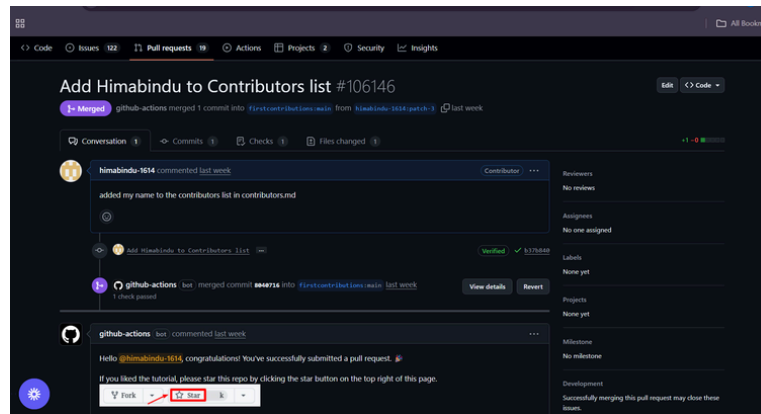 All Bookm
Code Issues 122 Pull requests 19 Actions Projects 2 Security Insights
Add Himabindu to Contributors list #106146
Edit Code
Merged github-actions merged 1 commit into firstcontributions:main from himabindu-1614:patch-3 last week
Conversation 1 Commits 1 Checks 1 Files changed 1
+1 −0
himabindu-1614 commented last week Contributor
added my name to the contributors list in contributors.md
Add Himabindu to Contributors list Verified b37b840
github-actions bot merged commit 8040716 into firstcontributions:main last week
1 check passed
View details Revert
github-actions bot commented last week
Hello @himabindu-1614, congratulations! You've successfully submitted a pull request.
If you liked the tutorial, please star this repo by clicking the star button on the top right of this page.
Fork Star k
Reviewers
No reviews
Assignees
No one assigned
Labels
None yet
Projects
None yet
Milestone
No milestone
Development
Successfully merging this pull request may close these
issues.